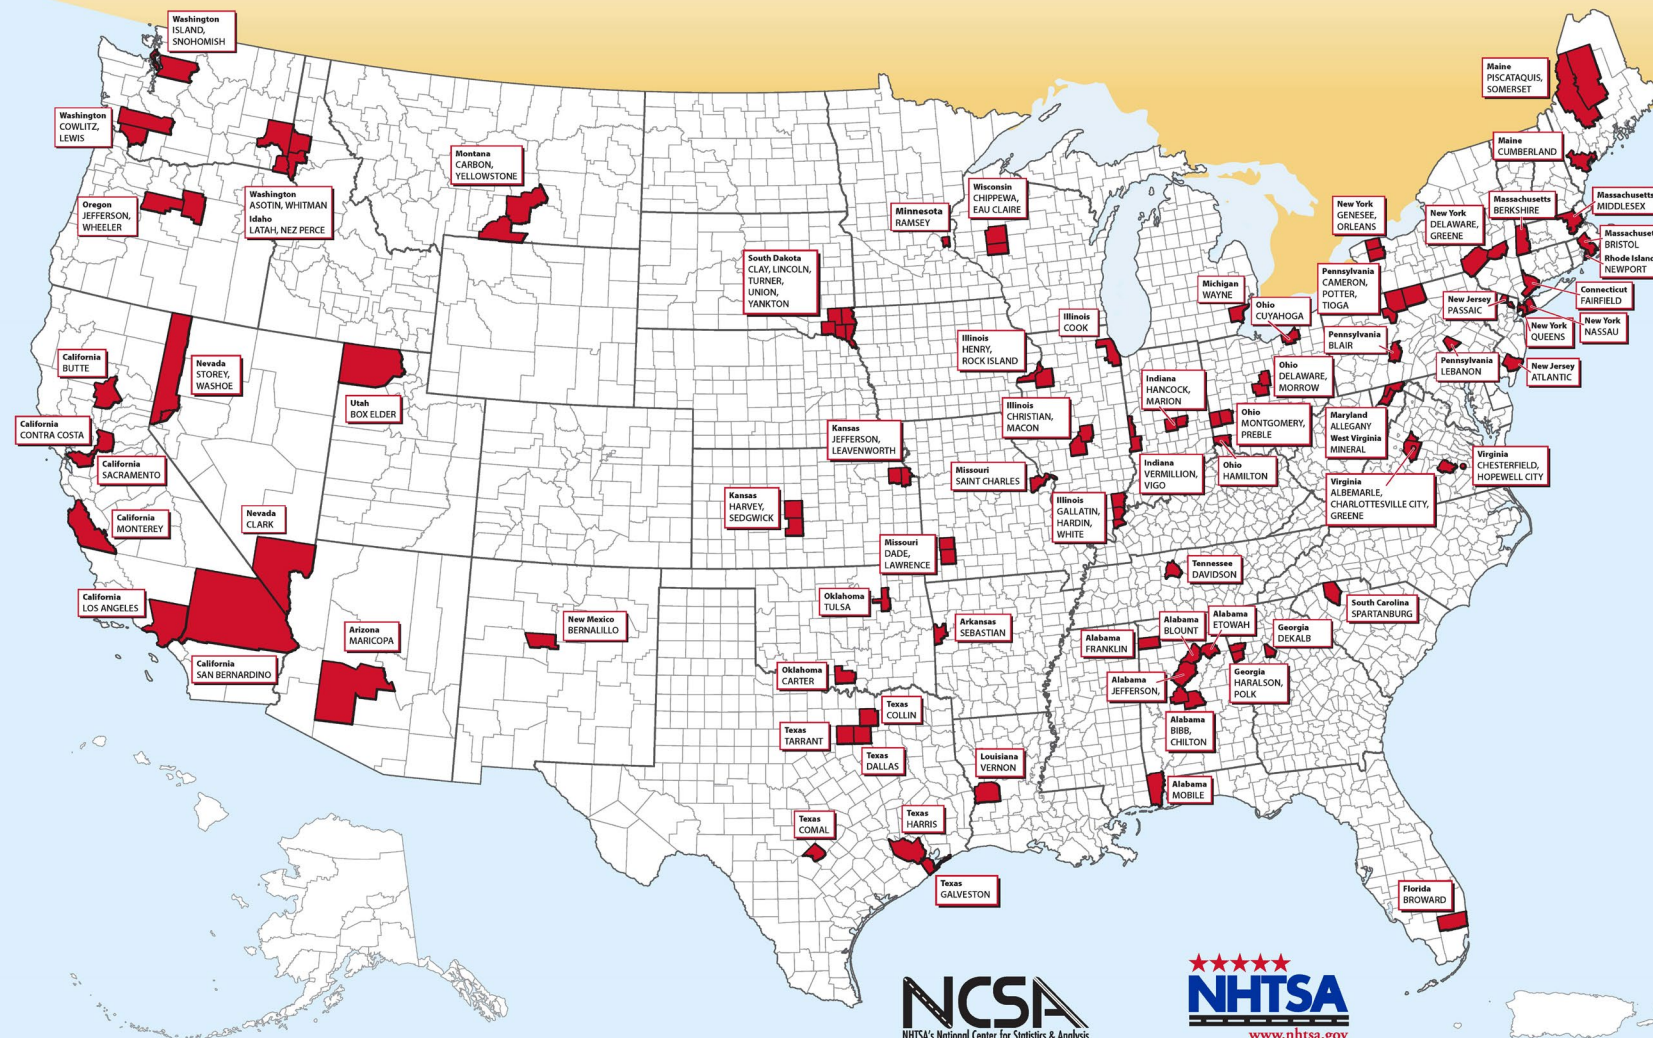 Washington
ISLAND,
SNOHOMISH
Washington
COWLITZ,
LEWIS
Oregon
JEFFERSON,
WHEELER
Washington
ASOTIN, WHITMAN
Idaho
LATAH, NEZ PERCE
Montana
CARBON,
YELLOWSTONE
South Dakota
CLAY, LINCOLN,
TURNER,
UNION,
YANKTON
Minnesota
RAMSEY
Wisconsin
CHIPPEWA,
EAU CLAIRE
Michigan
WAYNE
Ohio
CUYAHOGA
New York
GENESEE,
ORLEANS
New York
DELAWARE,
GREENE
Maine
PISCATAQUIS,
SOMERSET
Maine
CUMBERLAND
Massachusetts
BERKSHIRE
Massachusetts
MIDDLESEX
Massachuset
BRISTOL
Rhode Island
NEWPORT
Connecticut
FAIRFIELD
New York
NASSAU
New York
QUEENS
New Jersey
PASSAIC
New Jersey
ATLANTIC
Pennsylvania
CAMERON,
POTTER,
TIOGA
Pennsylvania
BLAIR
Pennsylvania
LEBANON
California
BUTTE
California
CONTRA COSTA
California
SACRAMENTO
California
MONTEREY
California
LOS ANGELES
California
SAN BERNARDINO
Nevada
STOREY,
WASHOE
Nevada
CLARK
Utah
BOX ELDER
Arizona
MARICOPA
New Mexico
BERNALILLO
Kansas
JEFFERSON,
LEAVENWORTH
Kansas
HARVEY,
SEDGWICK
Illinois
COOK
Illinois
HENRY,
ROCK ISLAND
Illinois
CHRISTIAN,
MACON
Illinois
GALLATIN,
HARDIN,
WHITE
Missouri
SAINT CHARLES
Missouri
DADE,
LAWRENCE
Indiana
HANCOCK,
MARION
Indiana
VERMILLION,
VIGO
Ohio
DELAWARE,
MORROW
Ohio
MONTGOMERY,
PREBLE
Ohio
HAMILTON
Maryland
ALLEGANY
West Virginia
MINERAL
Virginia
ALBEMARLE,
CHARLOTTESVILLE CITY,
GREENE
Virginia
CHESTERFIELD,
HOPEWELL CITY
Oklahoma
TULSA
Oklahoma
CARTER
Arkansas
SEBASTIAN
Tennessee
DAVIDSON
South Carolina
SPARTANBURG
Alabama
FRANKLIN
Alabama
BLOUNT
Alabama
ETOWAH
Alabama
JEFFERSON,
Alabama
BIBB,
CHILTON
Alabama
MOBILE
Georgia
DEKALB
Georgia
HARALSON,
POLK
Texas
COLLIN
Texas
TARRANT
Texas
DALLAS
Texas
COMAL
Texas
HARRIS
Texas
GALVESTON
Louisiana
VERNON
Florida
BROWARD
NCSA
NHTSA's National Center for Statistics & Analysis
NHTSA
www.nhtsa.gov